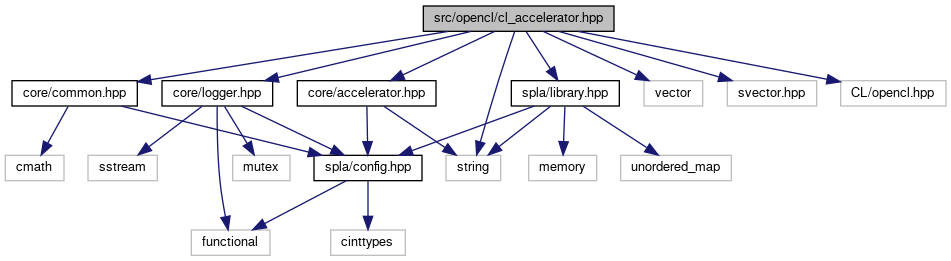 src/opencl/cl_accelerator.hpp
core/common.hpp
core/logger.hpp
core/accelerator.hpp
spla/library.hpp
vector
svector.hpp
CL/opencl.hpp
cmath
sstream
mutex
spla/config.hpp
string
memory
unordered_map
functional
cinttypes